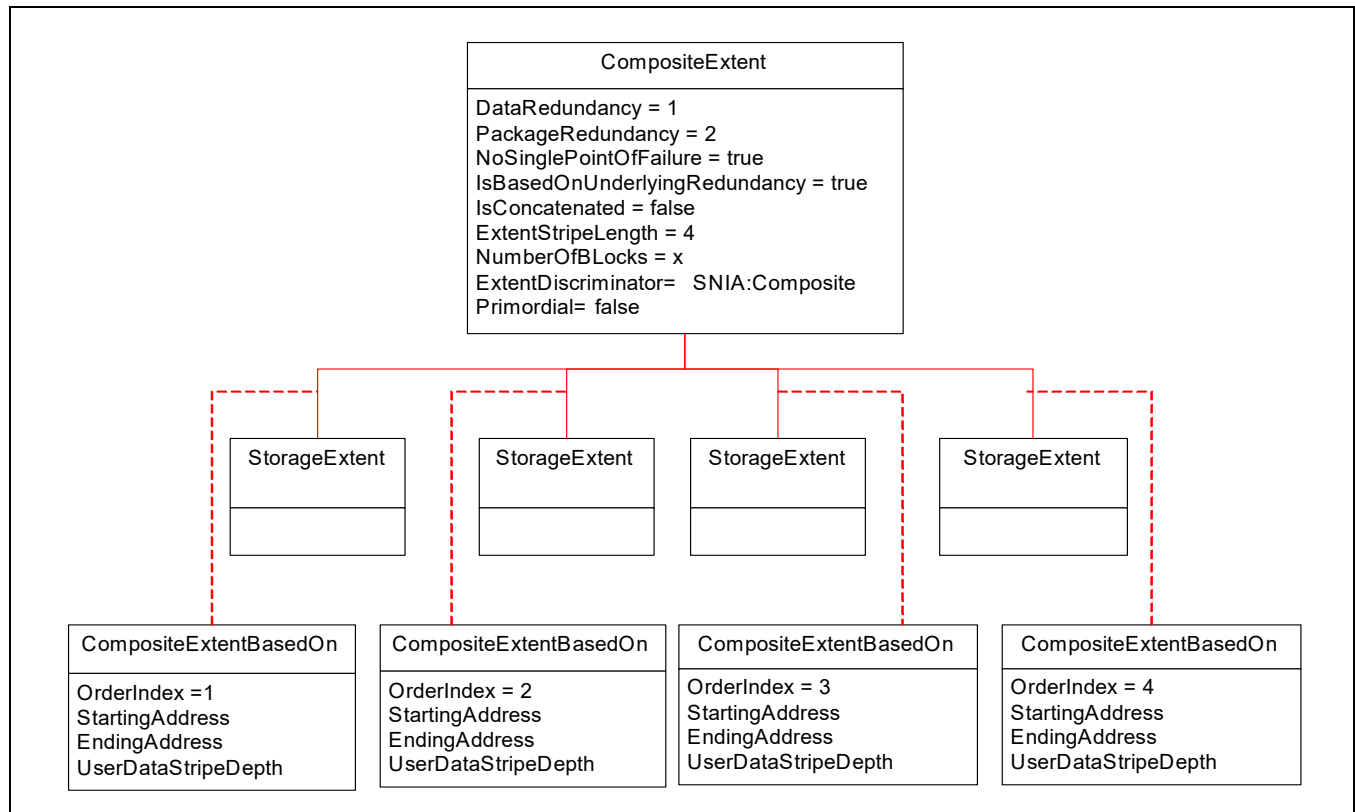 CompositeExtent
DataRedundancy = 1
PackageRedundancy = 2
NoSinglePointOfFailure = true
IsBasedOnUnderlyingRedundancy = true
IsConcatenated = false
ExtentStripeLength = 4
NumberOfBLocks = x
ExtentDiscriminator= SNIA:Composite
Primordial= false
StorageExtent
StorageExtent
StorageExtent
StorageExtent
CompositeExtentBasedOn
OrderIndex =1
StartingAddress
EndingAddress
UserDataStripeDepth
CompositeExtentBasedOn
OrderIndex = 2
StartingAddress
EndingAddress
UserDataStripeDepth
CompositeExtentBasedOn
OrderIndex = 3
StartingAddress
EndingAddress
UserDataStripeDepth
CompositeExtentBasedOn
OrderIndex = 4
StartingAddress
EndingAddress
UserDataStripeDepth